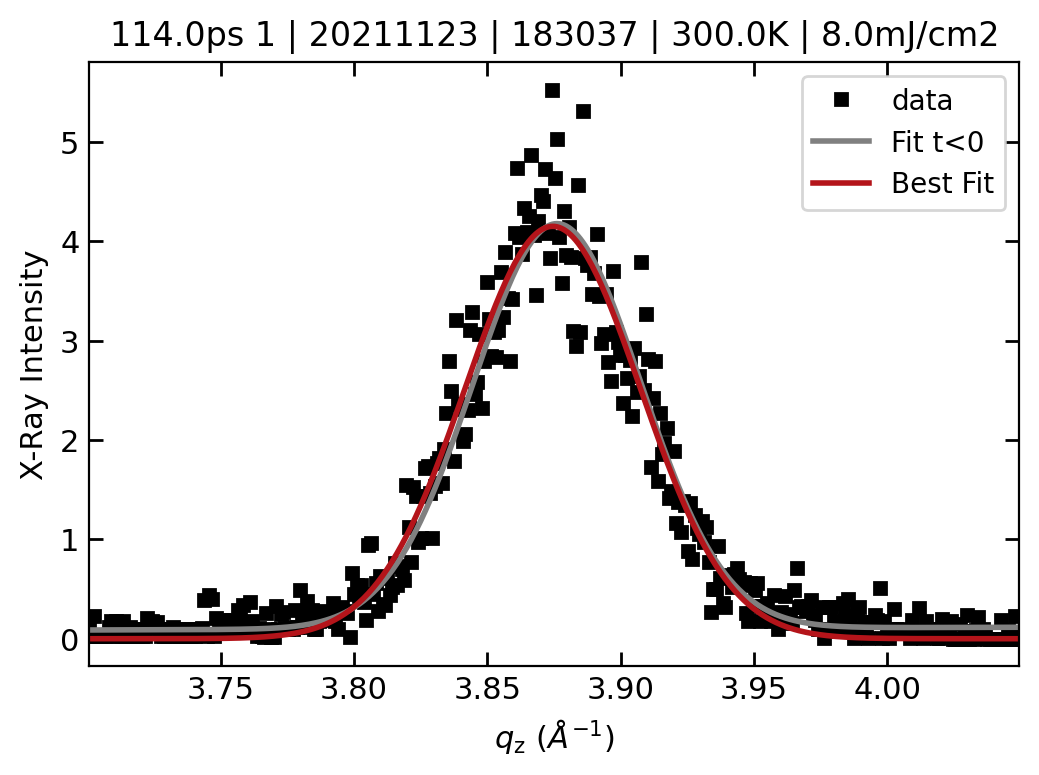 114.0ps 1 | 20211123 | 183037 | 300.0K | 8.0mJ/cm2
data
Fit t<0
Best Fit
X-Ray Intensity
5
4
3
2
1
0
3.75 3.80 3.85 3.90 3.95 4.00
q_z (Å⁻¹)